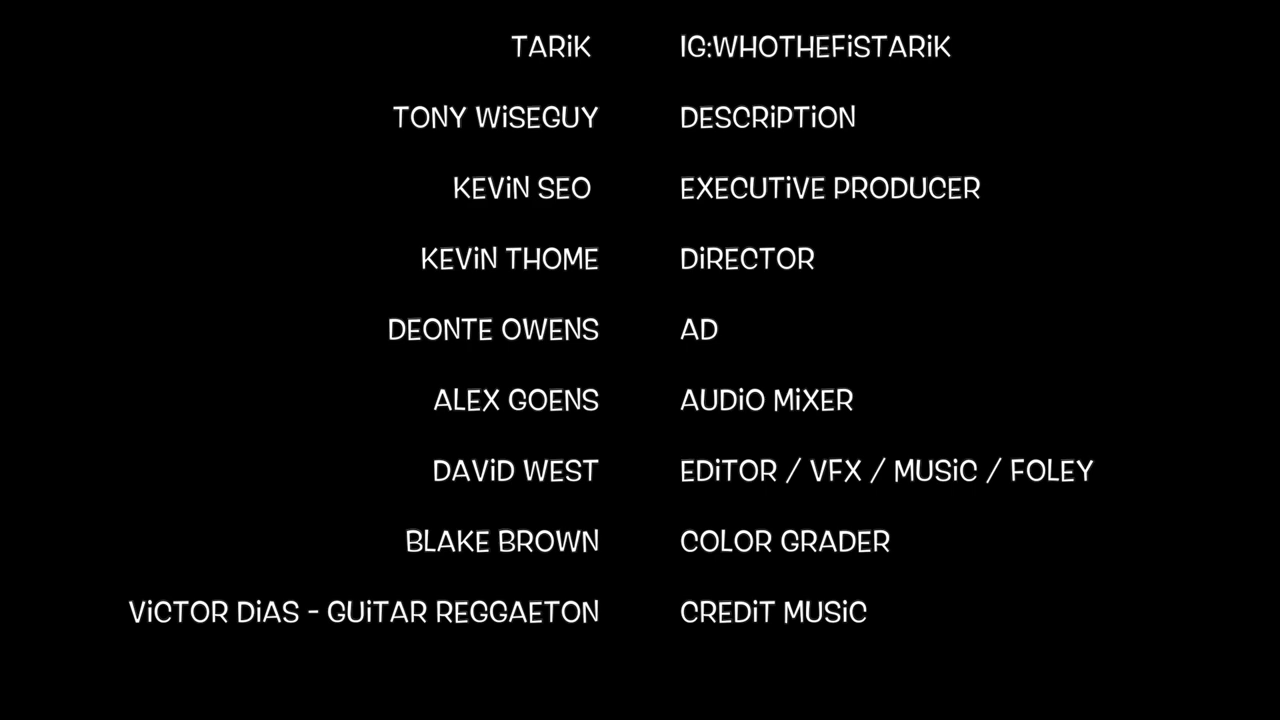 TARiK IG:WHOTHEFiSTARiK
TONY WiSEGUY DESCRiPTiON
KEViN SEO EXECUTiVE PRODUCER
KEViN THOME DiRECTOR
DEONTE OWENS AD
ALEX GOENS AUDiO MiXER
DAViD WEST EDiTOR / VFX / MUSiC / FOLEY
BLAKE BROWN COLOR GRADER
ViCTOR DiAS - GUiTAR REGGAETON CREDiT MUSiC